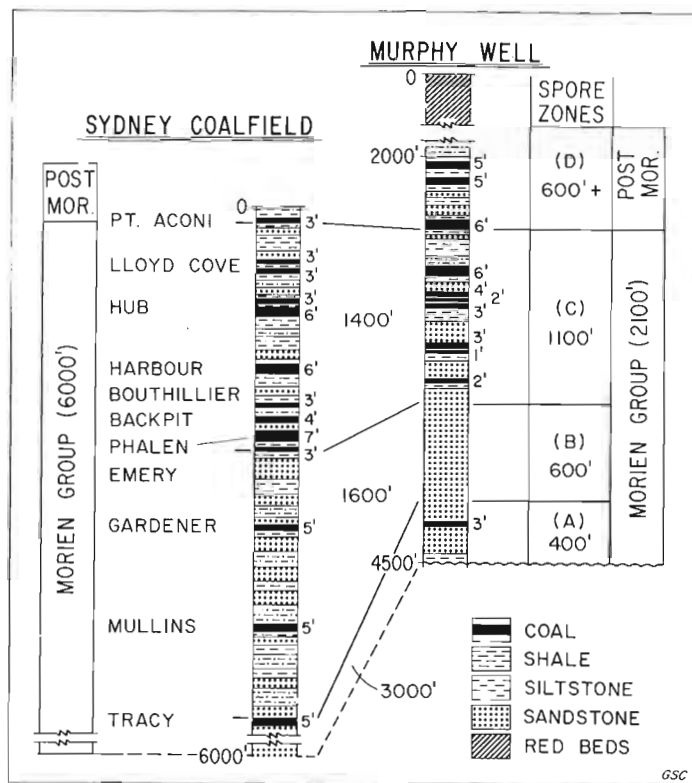 MURPHY WELL
SYDNEY COALFIELD
POST
MOR.
MORIEN GROUP (6000')
PT. ACONI
LLOYD COVE
HUB
HARBOUR
BOUTHILLIER
BACKPIT
PHALEN
EMERY
GARDENER
MULLINS
TRACY
0
3'
3'
3'
3'
6'
6'
3'
4'
7'
3'
5'
5'
5'
6000'
1400'
1600'
3000'
0
2000'
4500'
5'
5'
6'
6'
4'
2'
3'
3'
1'
2'
3'
SPORE
ZONES
(D)
600'+
(C)
1100'
(B)
600'
(A)
400'
POST
MOR.
MORIEN GROUP (2100')
COAL
SHALE
SILTSTONE
SANDSTONE
RED BEDS
GSC